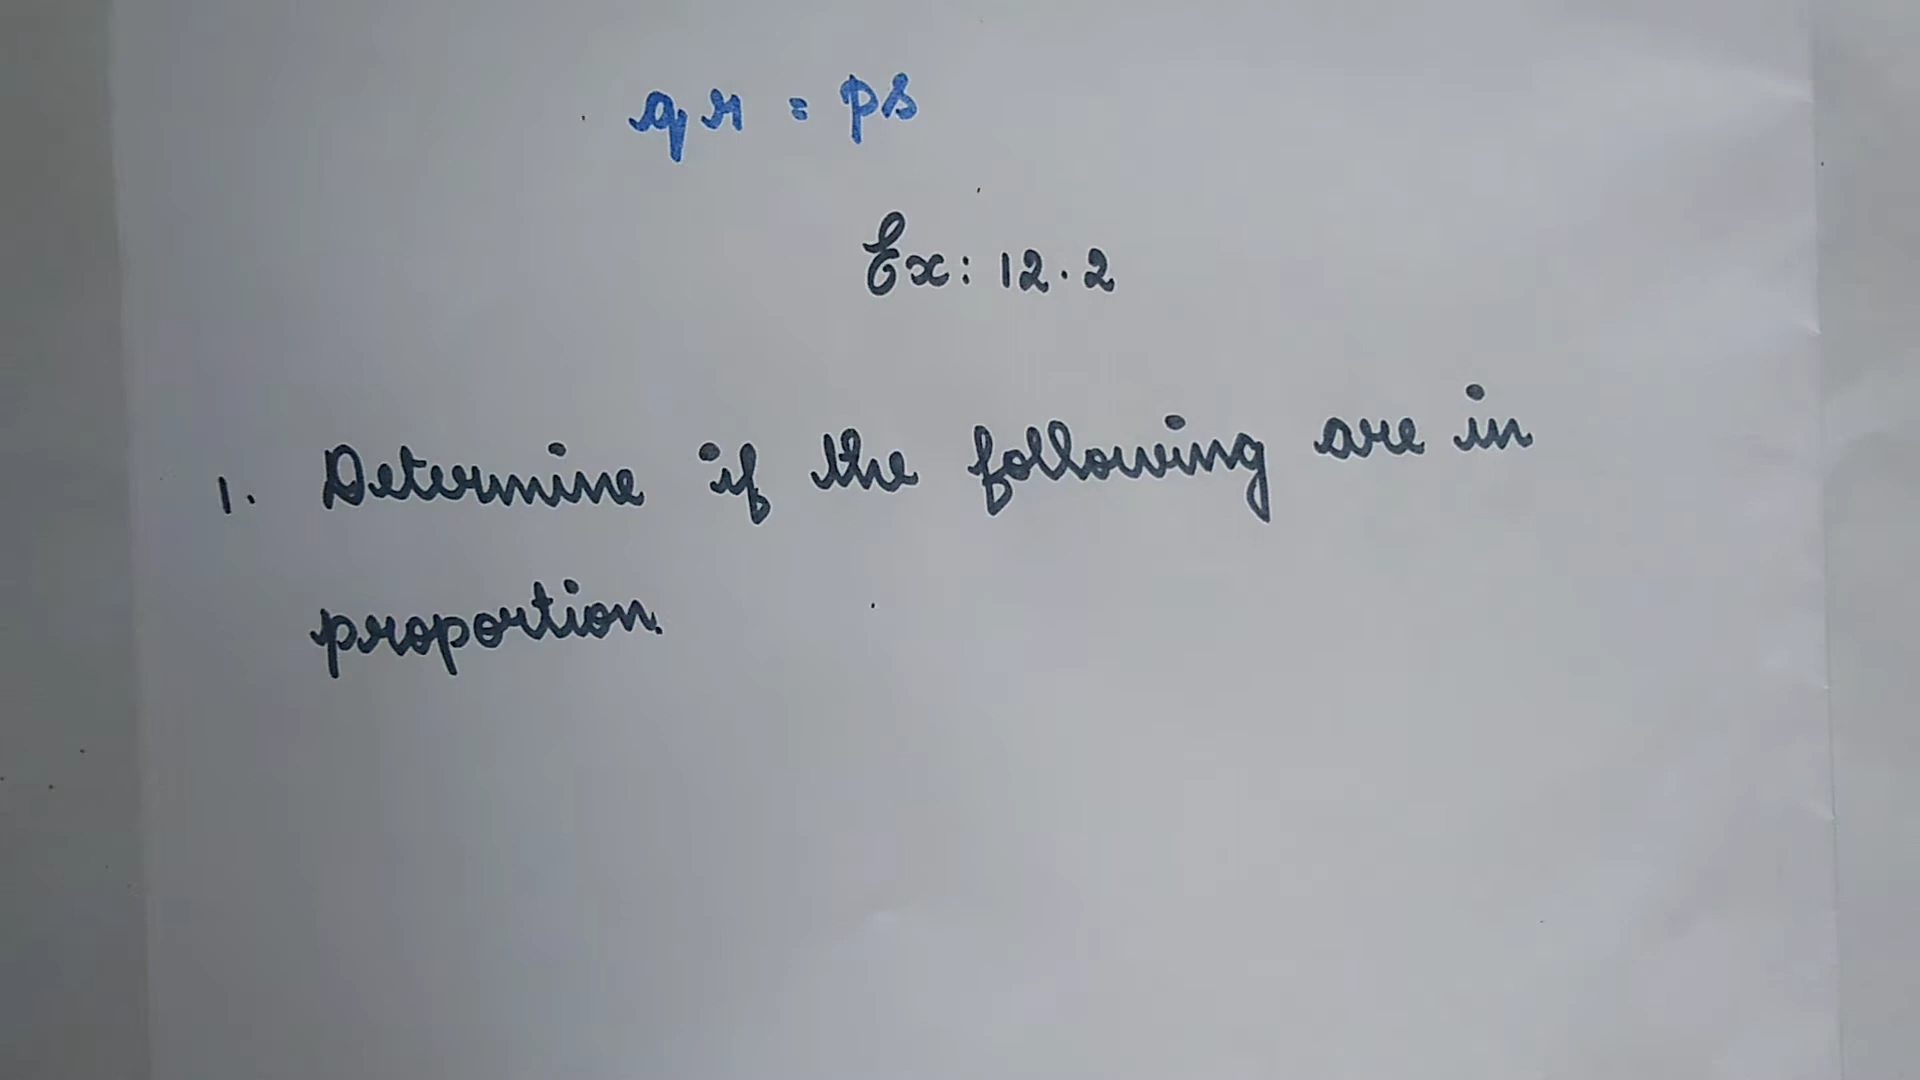 qr = ps
Ex: 12.2
1. Determine if the following are in
proportion.